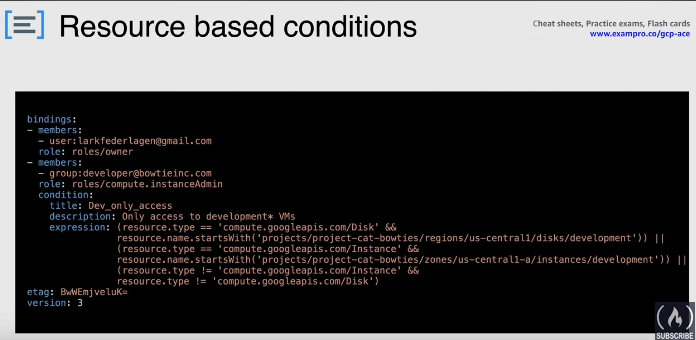 Resource based conditions
Cheat sheets, Practice exams, Flash cards
www.exampro.co/gcp-ace
bindings:
- members:
  - user:larkfederlagen@gmail.com
  role: roles/owner
- members:
  - group:developer@bowtieinc.com
  role: roles/compute.instanceAdmin
  condition:
    title: Dev_only_access
    description: Only access to development* VMs
    expression: (resource.type == 'compute.googleapis.com/Disk' &&
                resource.name.startsWith('projects/project-cat-bowties/regions/us-central1/disks/development')) ||
                (resource.type == 'compute.googleapis.com/Instance' &&
                resource.name.startsWith('projects/project-cat-bowties/zones/us-central1-a/instances/development')) ||
                (resource.type != 'compute.googleapis.com/Instance' &&
                resource.type != 'compute.googleapis.com/Disk')
etag: BwWEmjveluK=
version: 3
SUBSCRIBE